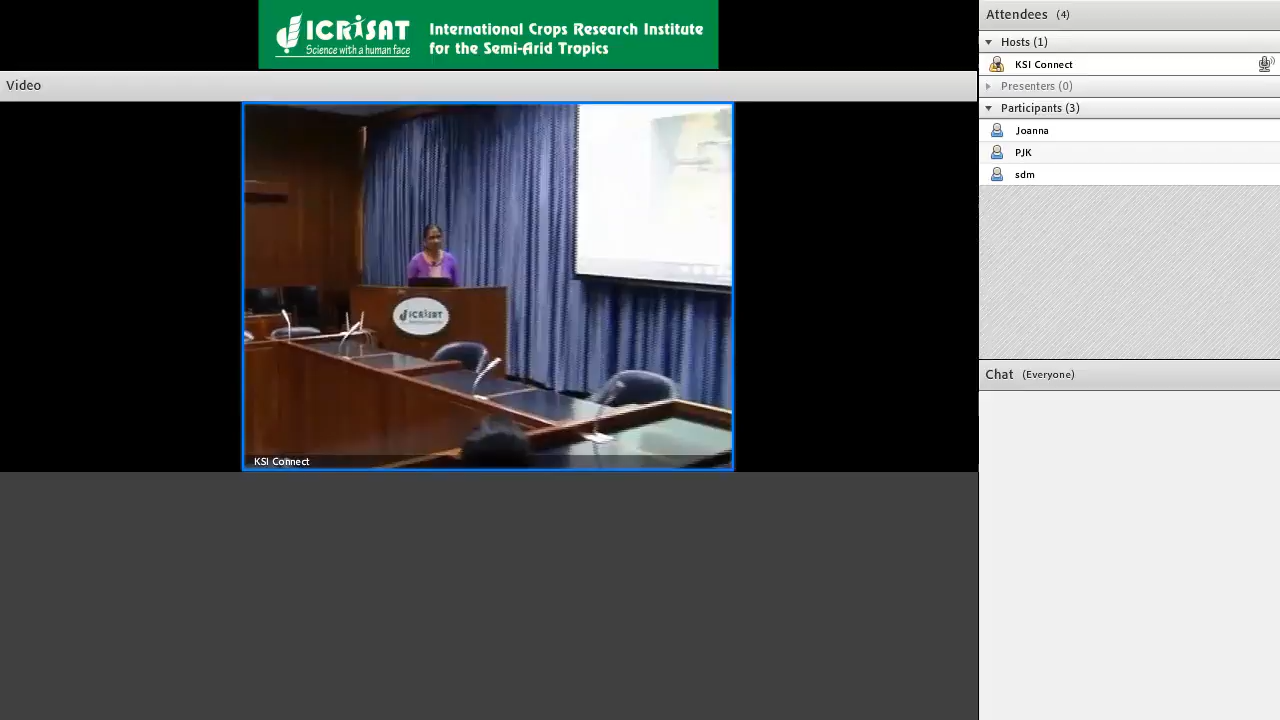 ICRISAT
Science with a human face
International Crops Research Institute
for the Semi-Arid Tropics
Video
ICRISAT
KSI Connect
Attendees (4)
Hosts (1)
KSI Connect
Presenters (0)
Participants (3)
Joanna
PJK
sdm
Chat (Everyone)